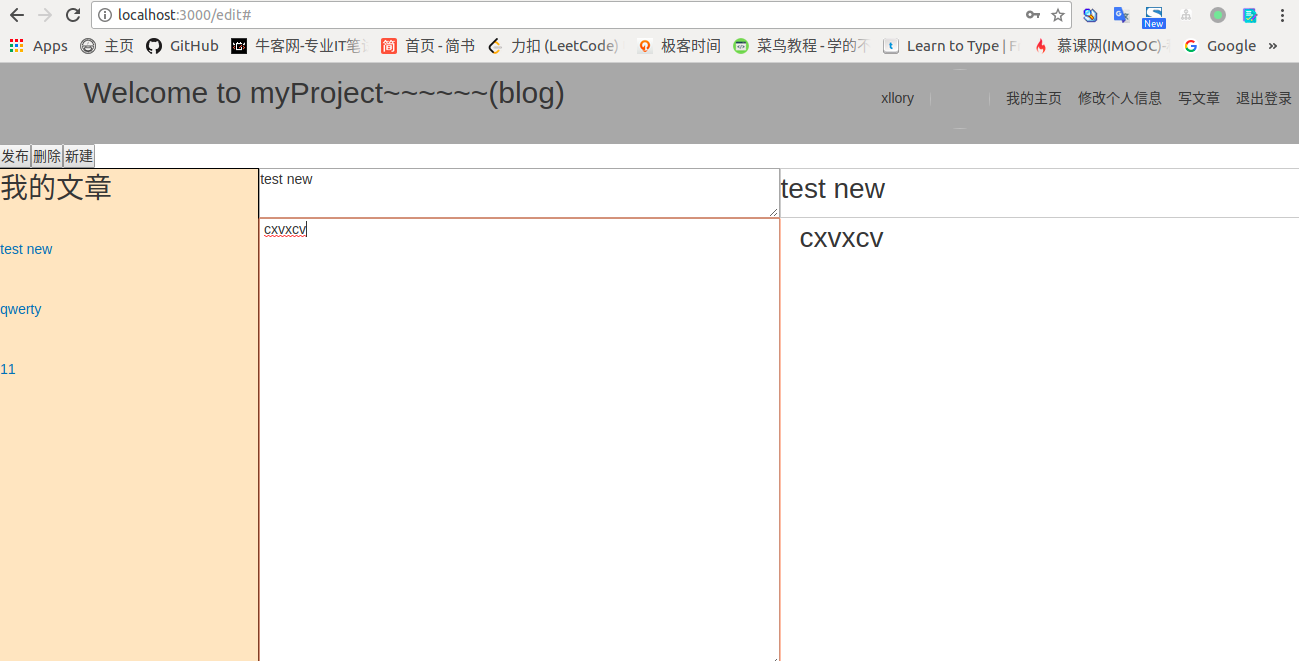 localhost:3000/edit#
New
Apps 主页 GitHub 牛客网-专业IT笔 首页 - 简书 力扣 (LeetCode) 极客时间 菜鸟教程 - 学的不 Learn to Type | F 慕课网(IMOOC)- Google »
Welcome to myProject~~~~~~(blog)
xllory 我的主页 修改个人信息 写文章 退出登录
发布 删除 新建
我的文章 test new test new
cxvxcv cxvxcv
test new
qwerty
11